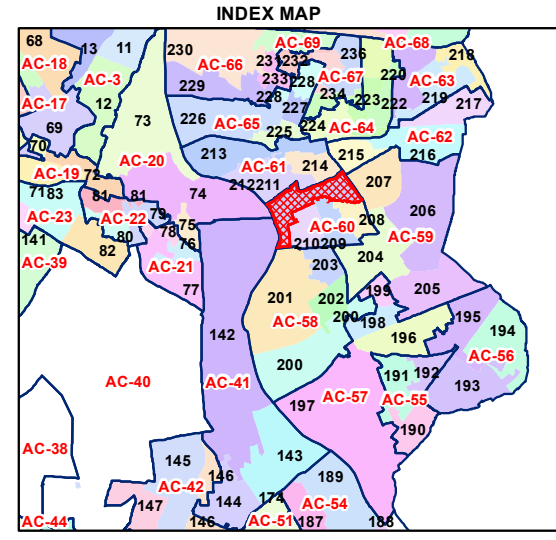 INDEX MAP
68 13 11 230 AC-69 236 AC-68 218
AC-18 AC-3 AC-66 231 232 AC-67 220 AC-63
AC-17 12 229 233 228 234 223 222 219 217
69 73 226 AC-65 228 227 224 AC-64 AC-62
70 213 225 215 216
AC-19 72 AC-20 AC-61 214 207
71 83 81 81 74 212 211 206
AC-23 AC-22 79 75 AC-60 208 AC-59
141 80 78 76 210 209 204
AC-39 82 AC-21 203
77 201 202 199 205
142 AC-58 200 198 195
196 194
AC-40 AC-41 200 191 192 AC-56
197 AC-57 AC-55 193
AC-38 143 190
145 146 189
AC-42 144 174 AC-54
147 146 AC-51 187 188
AC-44